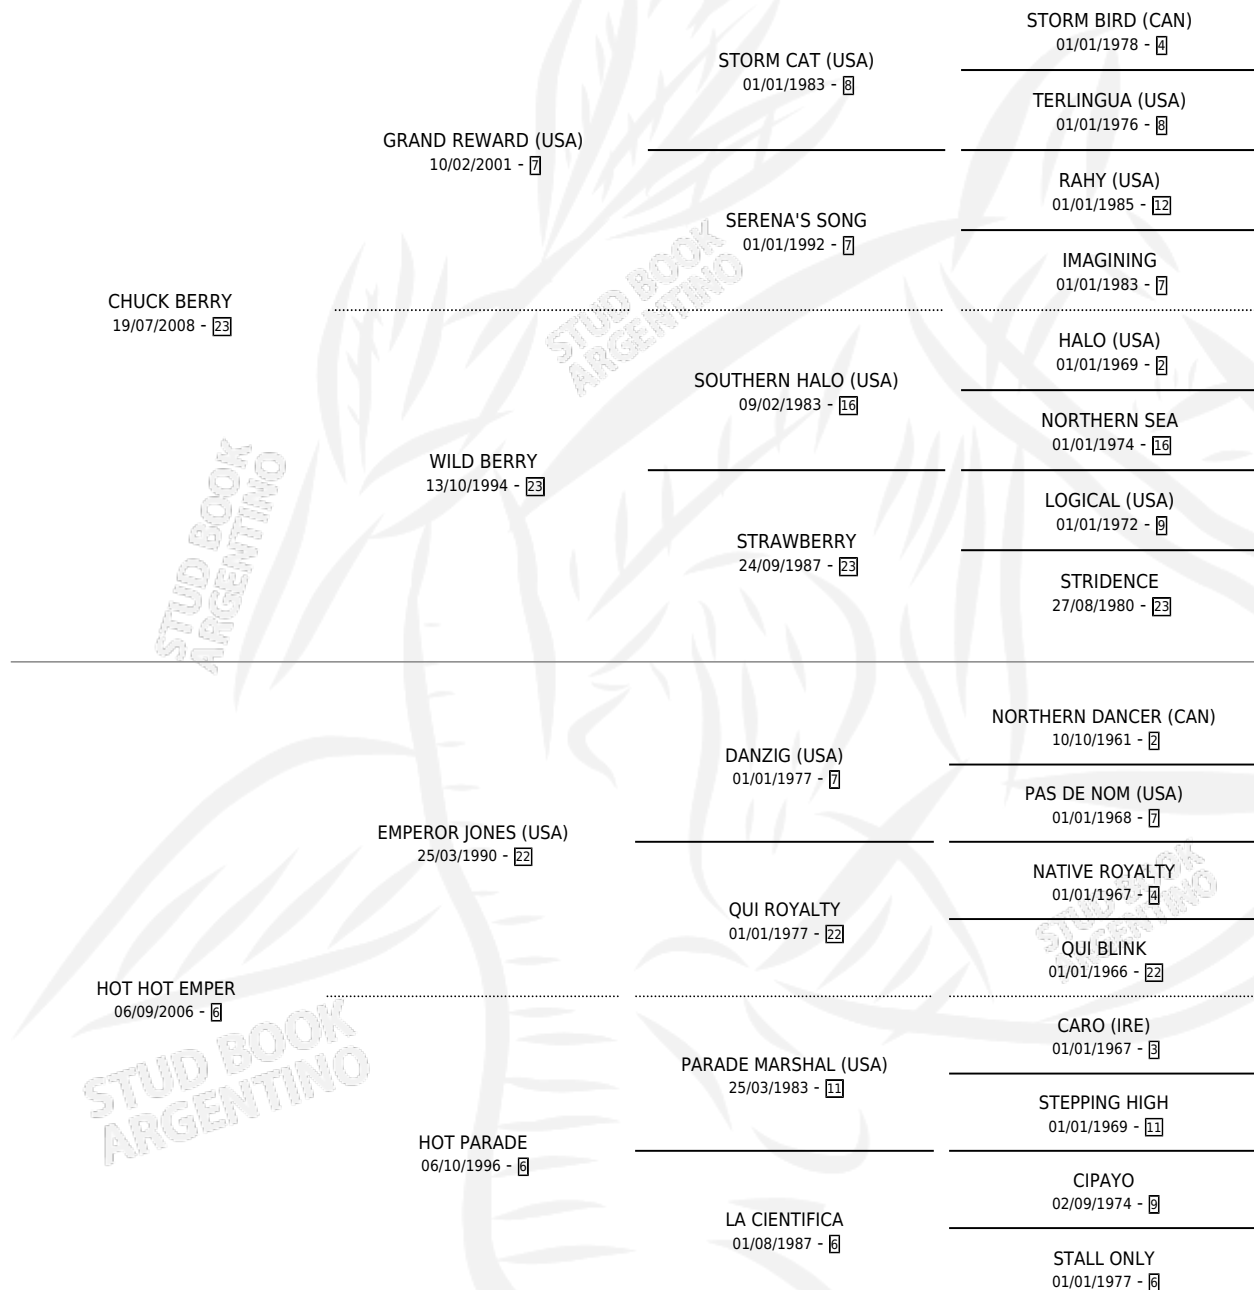 STORM BIRD (CAN)
01/01/1978 - 4
STORM CAT (USA)
01/01/1983 - 8
TERLINGUA (USA)
01/01/1976 - 8
GRAND REWARD (USA)
10/02/2001 - 7
RAHY (USA)
01/01/1985 - 12
SERENA'S SONG
01/01/1992 - 7
IMAGINING
01/01/1983 - 7
CHUCK BERRY
19/07/2008 - 23
HALO (USA)
01/01/1969 - 2
SOUTHERN HALO (USA)
09/02/1983 - 16
NORTHERN SEA
01/01/1974 - 16
WILD BERRY
13/10/1994 - 23
LOGICAL (USA)
01/01/1972 - 9
STRAWBERRY
24/09/1987 - 23
STRIDENCE
27/08/1980 - 23
NORTHERN DANCER (CAN)
10/10/1961 - 2
DANZIG (USA)
01/01/1977 - 7
PAS DE NOM (USA)
01/01/1968 - 7
EMPEROR JONES (USA)
25/03/1990 - 22
NATIVE ROYALTY
01/01/1967 - 4
QUI ROYALTY
01/01/1977 - 22
QUI BLINK
01/01/1966 - 22
HOT HOT EMPER
06/09/2006 - 6
CARO (IRE)
01/01/1967 - 3
PARADE MARSHAL (USA)
25/03/1983 - 11
STEPPING HIGH
01/01/1969 - 11
HOT PARADE
06/10/1996 - 6
CIPAYO
02/09/1974 - 9
LA CIENTIFICA
01/08/1987 - 6
STALL ONLY
01/01/1977 - 6
STUD BOOK
ARGENTINO
STUD BOOK
ARGENTINO
STUD BOOK
ARGENTINO
STUD BOOK
ARGENTINO